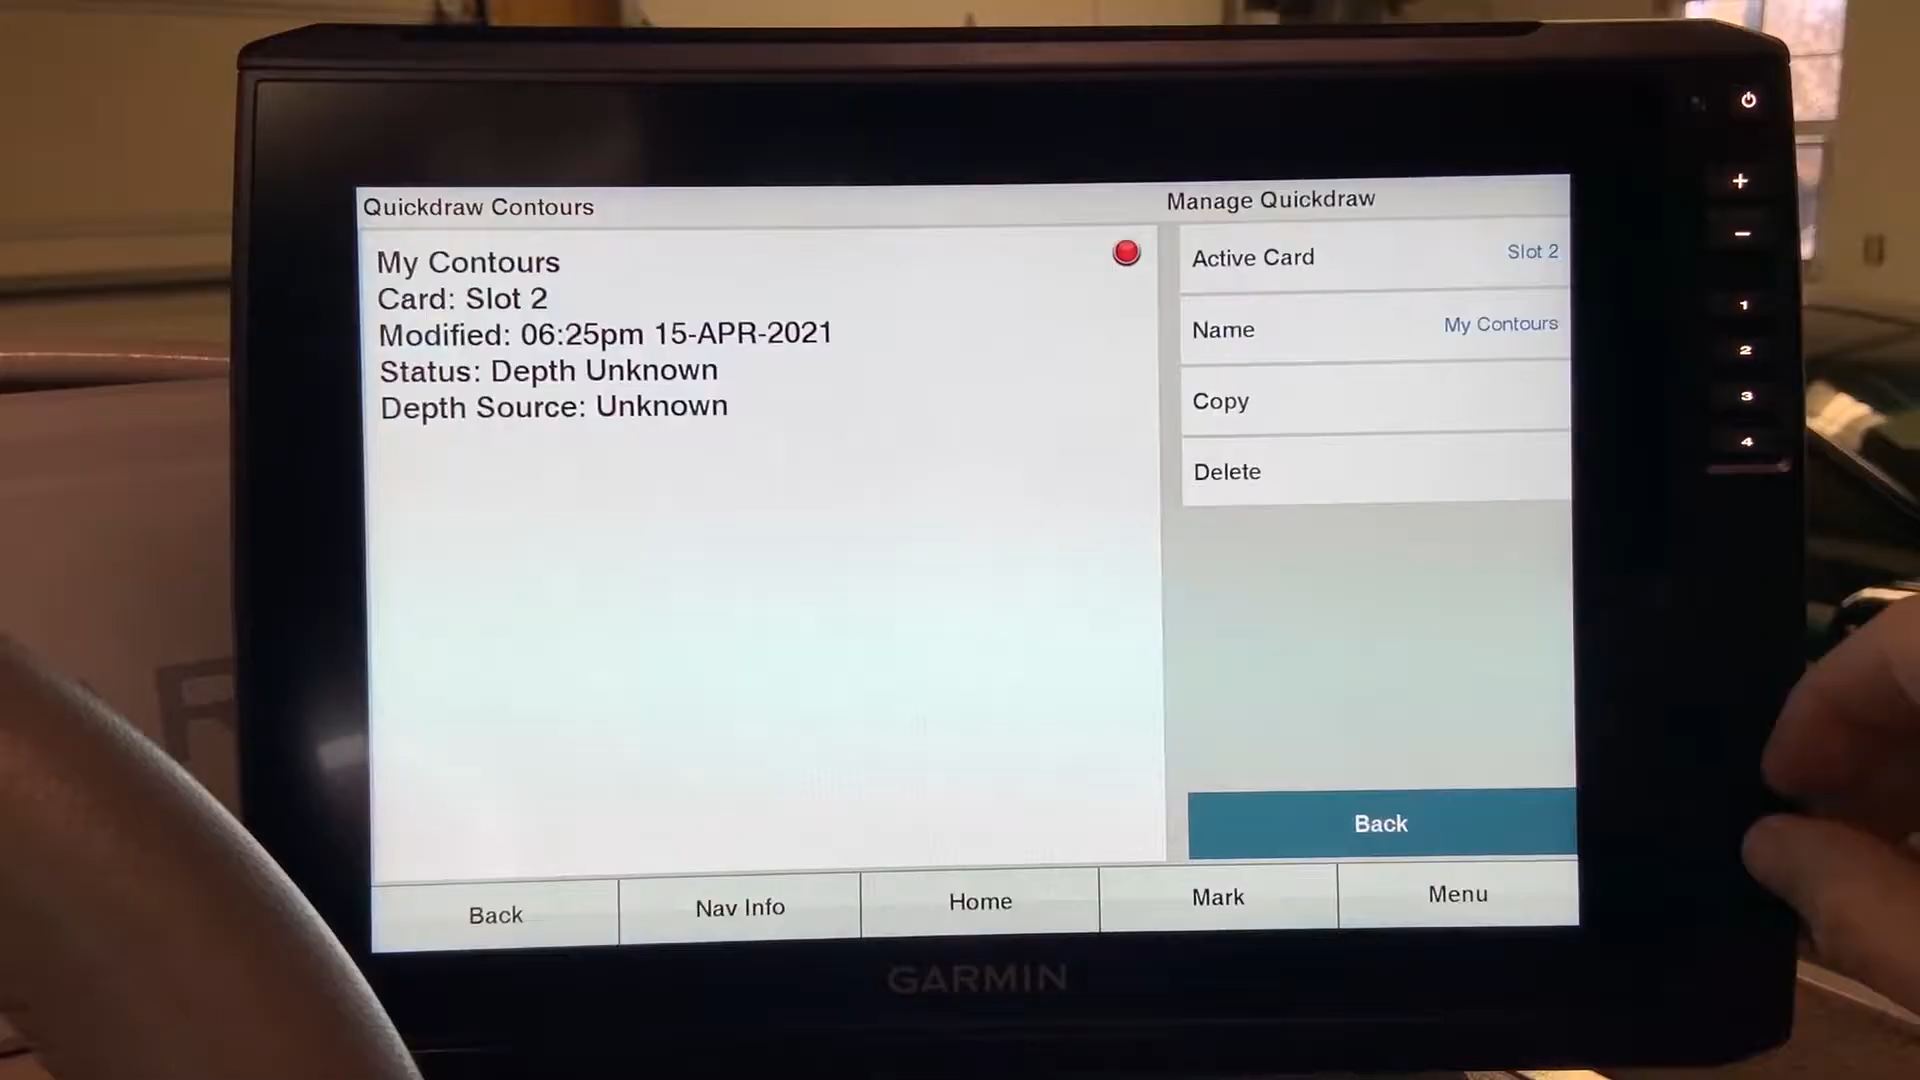 Quickdraw Contours
Manage Quickdraw
My Contours
Card: Slot 2
Modified: 06:25pm 15-APR-2021
Status: Depth Unknown
Depth Source: Unknown
Active Card Slot 2
Name My Contours
Copy
Delete
Back
Back Nav Info Home Mark Menu
GARMIN
+
−
1
2
3
4